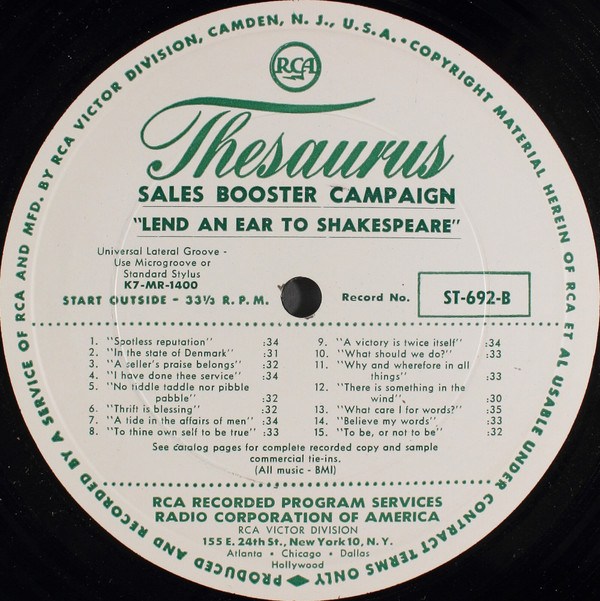 PRODUCED AND RECORDED BY A SERVICE OF RCA AND MFD. BY RCA VICTOR DIVISION, CAMDEN, N. J., U.S.A. • COPYRIGHT MATERIAL HEREIN OF RCA ET AL USABLE UNDER CONTRACT TERMS ONLY
RCA
Thesaurus
SALES BOOSTER CAMPAIGN
"LEND AN EAR TO SHAKESPEARE"
Universal Lateral Groove -
Use Microgroove or
Standard Stylus
K7-MR-1400
START OUTSIDE - 33⅓ R.P.M.
Record No. ST-692-B
1. "Spotless reputation" :34
2. "In the state of Denmark" :31
3. "A seller's praise belongs" :32
4. "I have done thee service" :34
5. "No tiddle taddle nor pibble
pabble" :32
6. "Thrift is blessing" :32
7. "A tide in the affairs of men" :34
8. "To thine own self to be true" :33
9. "A victory is twice itself" :34
10. "What should we do?" :33
11. "Why and wherefore in all
things" :33
12. "There is something in the
wind" :30
13. "What care I for words?" :35
14. "Believe my words" :33
15. "To be, or not to be" :32
See catalog pages for complete recorded copy and sample
commercial tie-ins.
(All music - BMI)
RCA RECORDED PROGRAM SERVICES
RADIO CORPORATION OF AMERICA
RCA VICTOR DIVISION
155 E. 24th St., New York 10, N. Y.
Atlanta • Chicago • Dallas
Hollywood